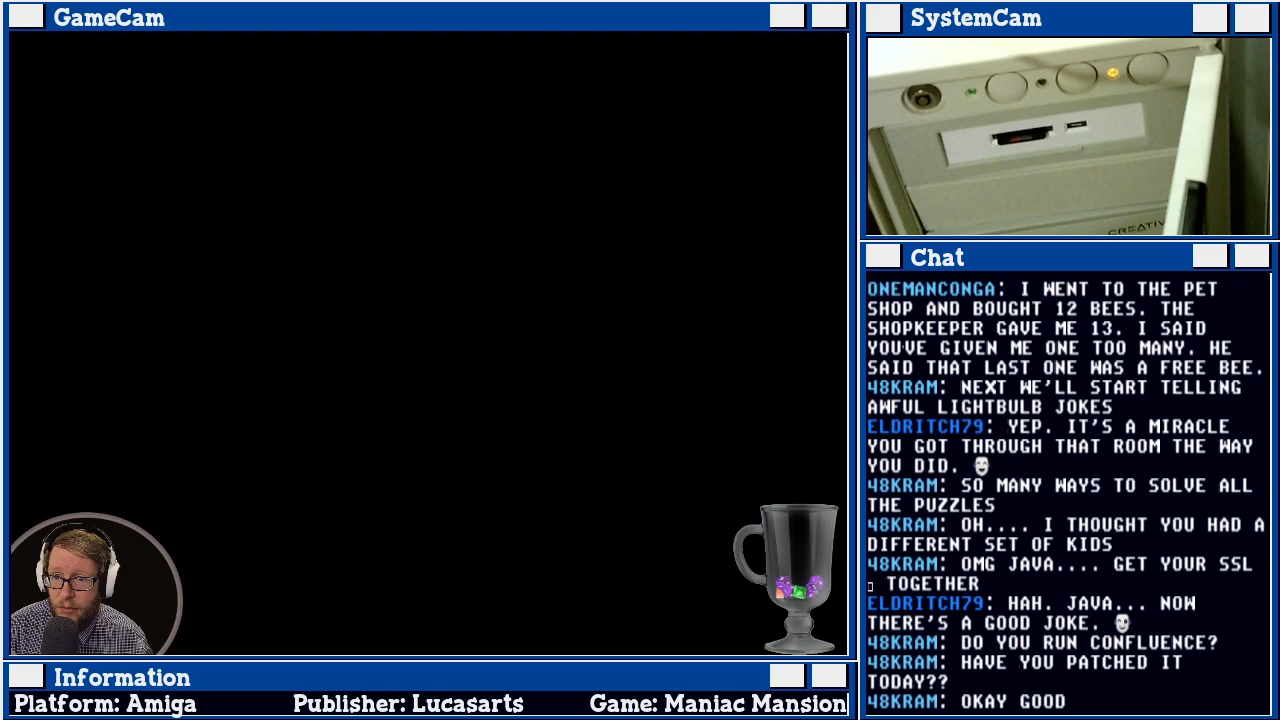 GameCam
SystemCam
CREATIV
Chat
ONEMANCONGA: I WENT TO THE PET
SHOP AND BOUGHT 12 BEES. THE
SHOPKEEPER GAVE ME 13. I SAID
YOU'VE GIVEN ME ONE TOO MANY. HE
SAID THAT LAST ONE WAS A FREE BEE.
48KRAM: NEXT WE'LL START TELLING
AWFUL LIGHTBULB JOKES
ELDRITCH79: YEP. IT'S A MIRACLE
YOU GOT THROUGH THAT ROOM THE WAY
YOU DID.
48KRAM: SO MANY WAYS TO SOLVE ALL
THE PUZZLES
48KRAM: OH.... I THOUGHT YOU HAD A
DIFFERENT SET OF KIDS
48KRAM: OMG JAVA.... GET YOUR SSL
TOGETHER
ELDRITCH79: HAH. JAVA... NOW
THERE'S A GOOD JOKE.
48KRAM: DO YOU RUN CONFLUENCE?
48KRAM: HAVE YOU PATCHED IT
TODAY??
48KRAM: OKAY GOOD
Information
Platform: Amiga Publisher: Lucasarts Game: Maniac Mansion